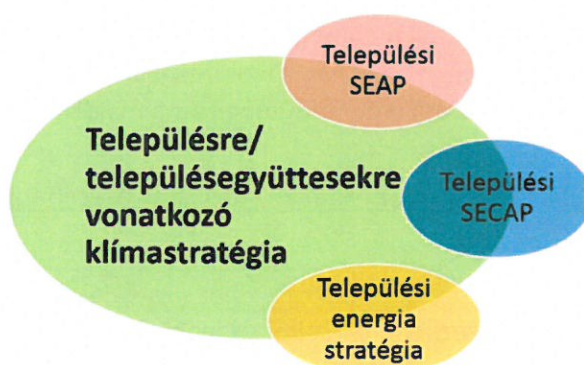 Települési
SEAP
Településre/
településegyüttesekre
vonatkozó
klímastratégia
Települési
SECAP
Települési
energia
stratégia